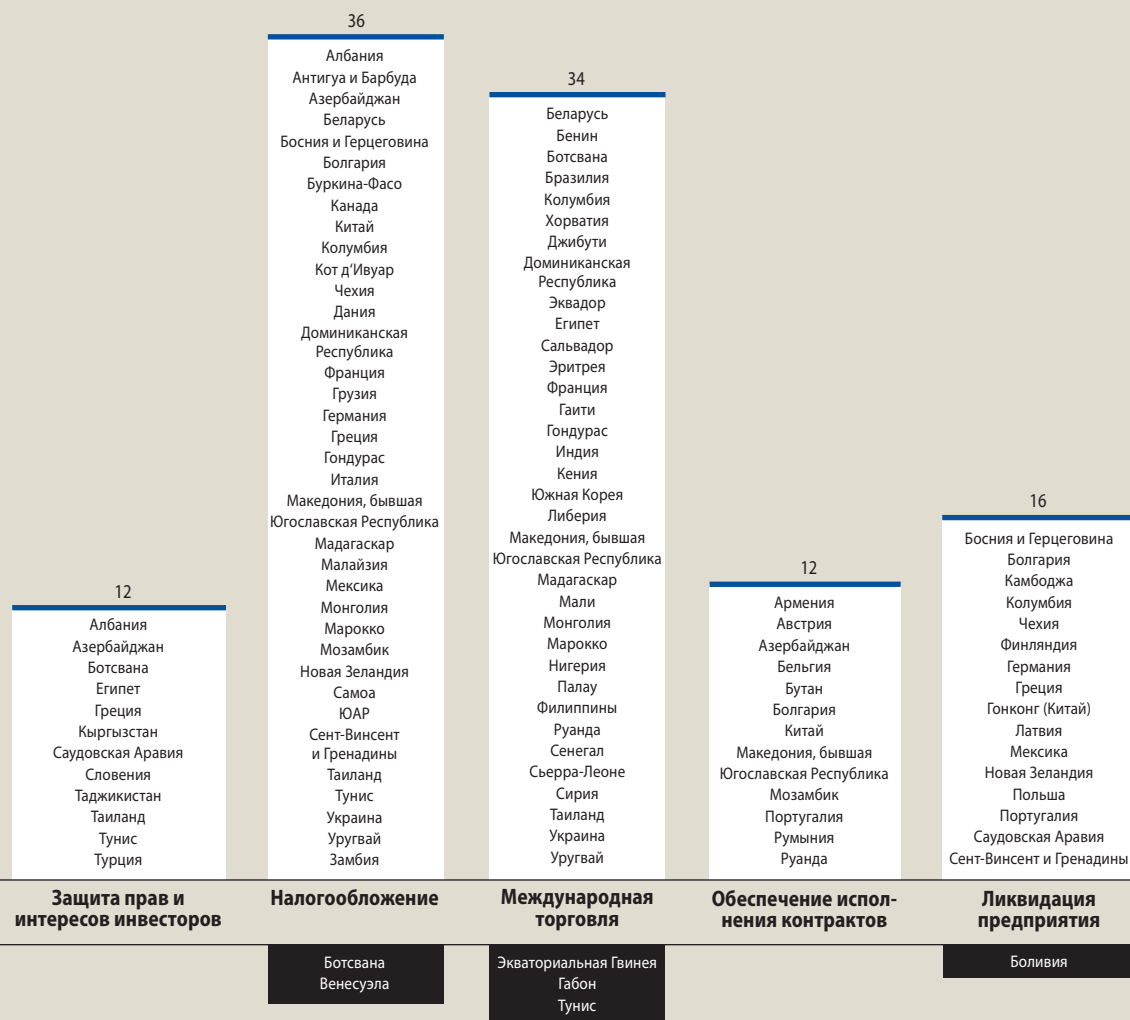 12
Албания
Азербайджан
Ботсвана
Египет
Греция
Кыргызстан
Саудовская Аравия
Словения
Таджикистан
Таиланд
Тунис
Турция
Защита прав и
интересов инвесторов
36
Албания
Антигуа и Барбуда
Азербайджан
Беларусь
Босния и Герцеговина
Болгария
Буркина-Фасо
Канада
Китай
Колумбия
Кот д’Ивуар
Чехия
Дания
Доминиканская
Республика
Франция
Грузия
Германия
Греция
Гондурас
Италия
Македония, бывшая
Югославская Республика
Мадагаскар
Малайзия
Мексика
Монголия
Марокко
Мозамбик
Новая Зеландия
Самоа
ЮАР
Сент-Винсент
и Гренадины
Таиланд
Тунис
Украина
Уругвай
Замбия
Налогообложение
Ботсвана
Венесуэла
34
Беларусь
Бенин
Ботсвана
Бразилия
Колумбия
Хорватия
Джибути
Доминиканская
Республика
Эквадор
Египет
Сальвадор
Эритрея
Франция
Гаити
Гондурас
Индия
Кения
Южная Корея
Либерия
Македония, бывшая
Югославская Республика
Мадагаскар
Мали
Монголия
Марокко
Нигерия
Палау
Филиппины
Руанда
Сенегал
Сьерра-Леоне
Сирия
Таиланд
Украина
Уругвай
Международная
торговля
Экваториальная Гвинея
Габон
Тунис
12
Армения
Австрия
Азербайджан
Бельгия
Бутан
Болгария
Китай
Македония, бывшая
Югославская Республика
Мозамбик
Португалия
Румыния
Руанда
Обеспечение испол-
нения контрактов
16
Босния и Герцеговина
Болгария
Камбоджа
Колумбия
Чехия
Финляндия
Германия
Греция
Гонконг (Китай)
Латвия
Мексика
Новая Зеландия
Польша
Португалия
Саудовская Аравия
Сент-Винсент и Гренадины
Ликвидация
предприятия
Боливия